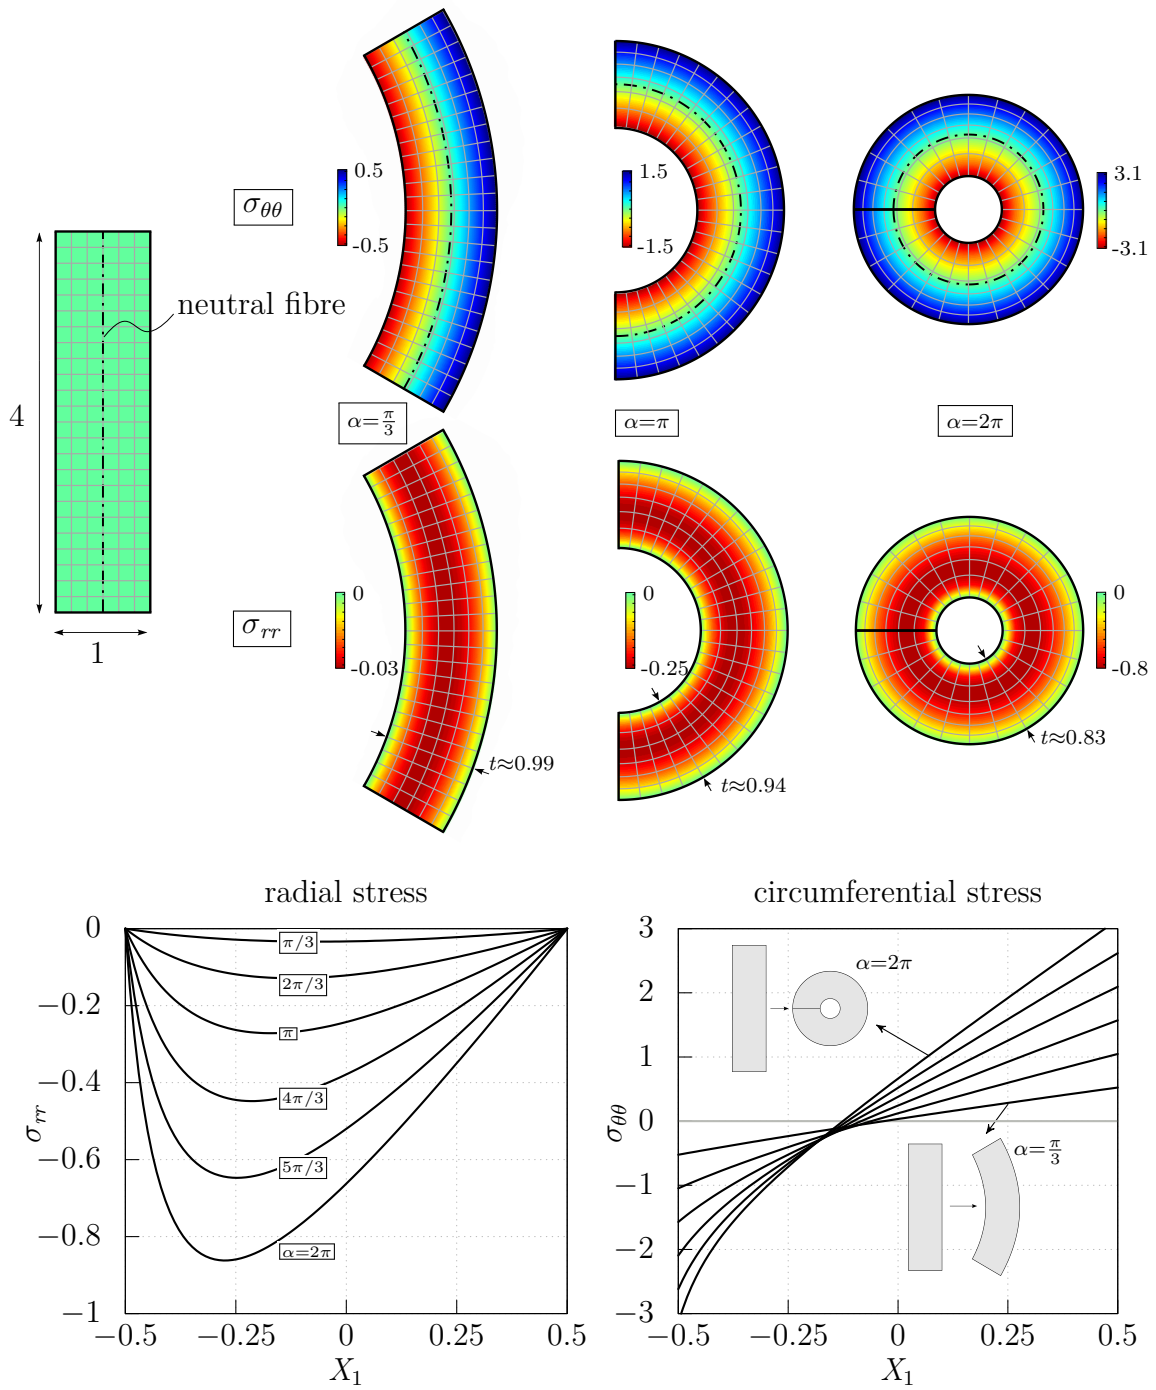 0.5
-0.5
σθθ
1.5
-1.5
3.1
-3.1
neutral fibre
4
1
α=π/3
α=π
α=2π
σrr
0
-0.03
t≈0.99
0
-0.25
t≈0.94
0
-0.8
t≈0.83
radial stress
0
−0.2
−0.4
−0.6
−0.8
−1
σrr
π/3
2π/3
π
4π/3
5π/3
α=2π
−0.5 −0.25 0 0.25 0.5
X1
circumferential stress
3
2
1
0
−1
−2
−3
σθθ
α=2π
α=π/3
−0.5 −0.25 0 0.25 0.5
X1